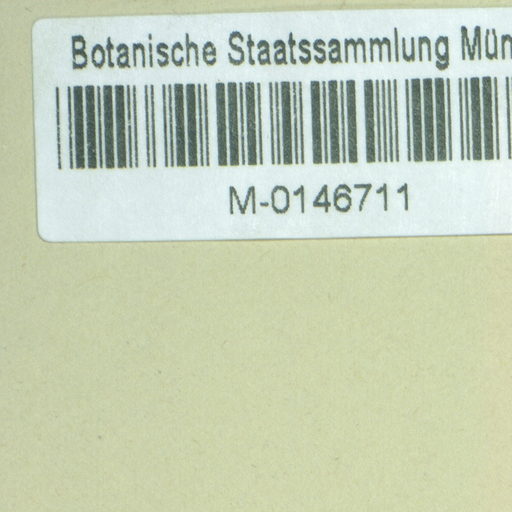 Botanische Staatssammlung Mün
M-0146711